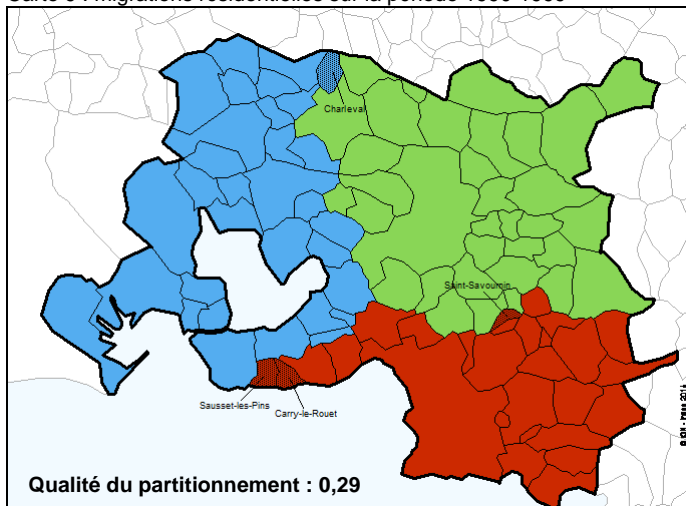 Charleval
Saint-Savournin
Sausset-les-Pins
Carry-le-Rouet
Qualité du partitionnement : 0,29